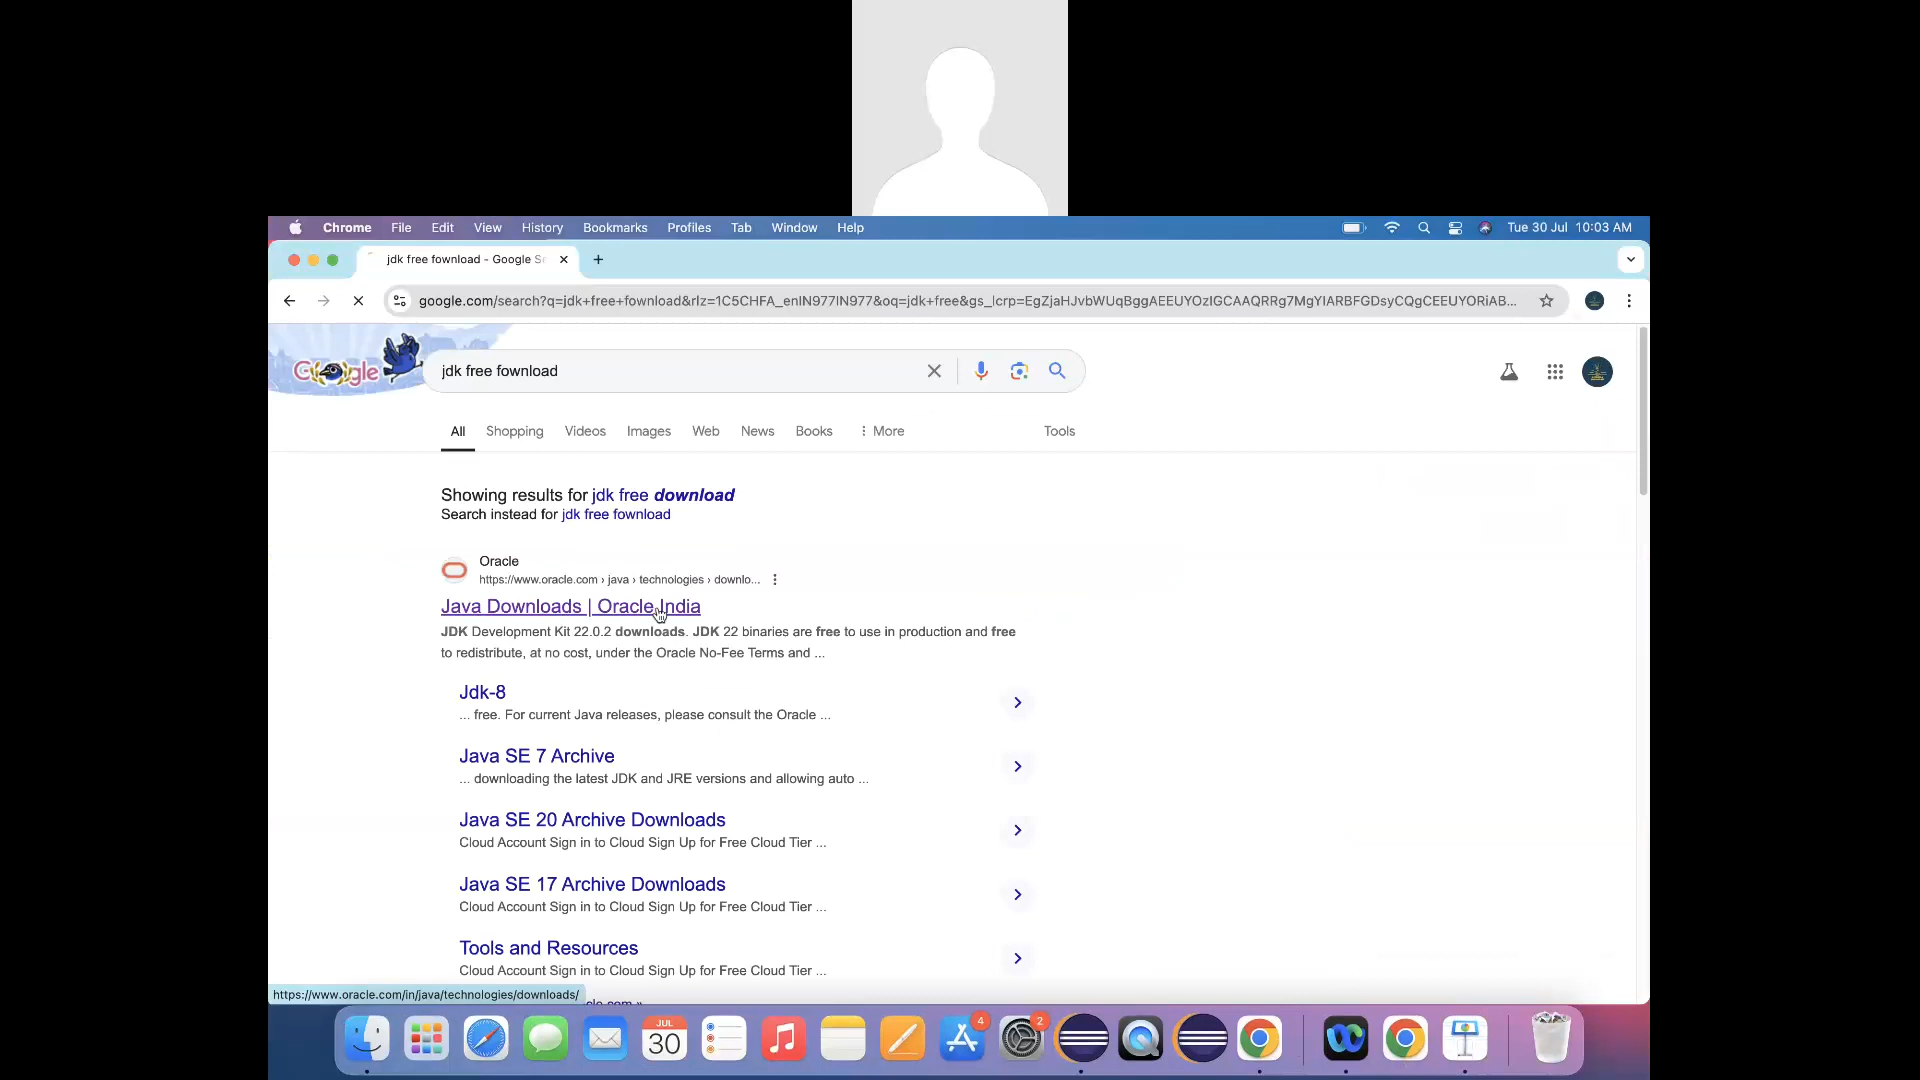 Chrome File Edit View History Bookmarks Profiles Tab Window Help Tue 30 Jul 10:03 AM
jdk free fownload - Google Se
google.com/search?q=jdk+free+fownload&rlz=1C5CHFA_enIN977IN977&oq=jdk+free&gs_lcrp=EgZjaHJvbWUqBggAEEUYOzIGCAAQRRg7MgYIARBFGDsyCQgCEEUYORiAB...
Google
jdk free fownload
All Shopping Videos Images Web News Books More Tools
Showing results for jdk free download
Search instead for jdk free fownload
Oracle
https://www.oracle.com › java › technologies › downlo...
Java Downloads | Oracle India
JDK Development Kit 22.0.2 downloads. JDK 22 binaries are free to use in production and free
to redistribute, at no cost, under the Oracle No-Fee Terms and ...
Jdk-8
... free. For current Java releases, please consult the Oracle ...
Java SE 7 Archive
... downloading the latest JDK and JRE versions and allowing auto ...
Java SE 20 Archive Downloads
Cloud Account Sign in to Cloud Sign Up for Free Cloud Tier ...
Java SE 17 Archive Downloads
Cloud Account Sign in to Cloud Sign Up for Free Cloud Tier ...
Tools and Resources
Cloud Account Sign in to Cloud Sign Up for Free Cloud Tier ...
https://www.oracle.com/in/java/technologies/downloads/
JUL
30
4
2